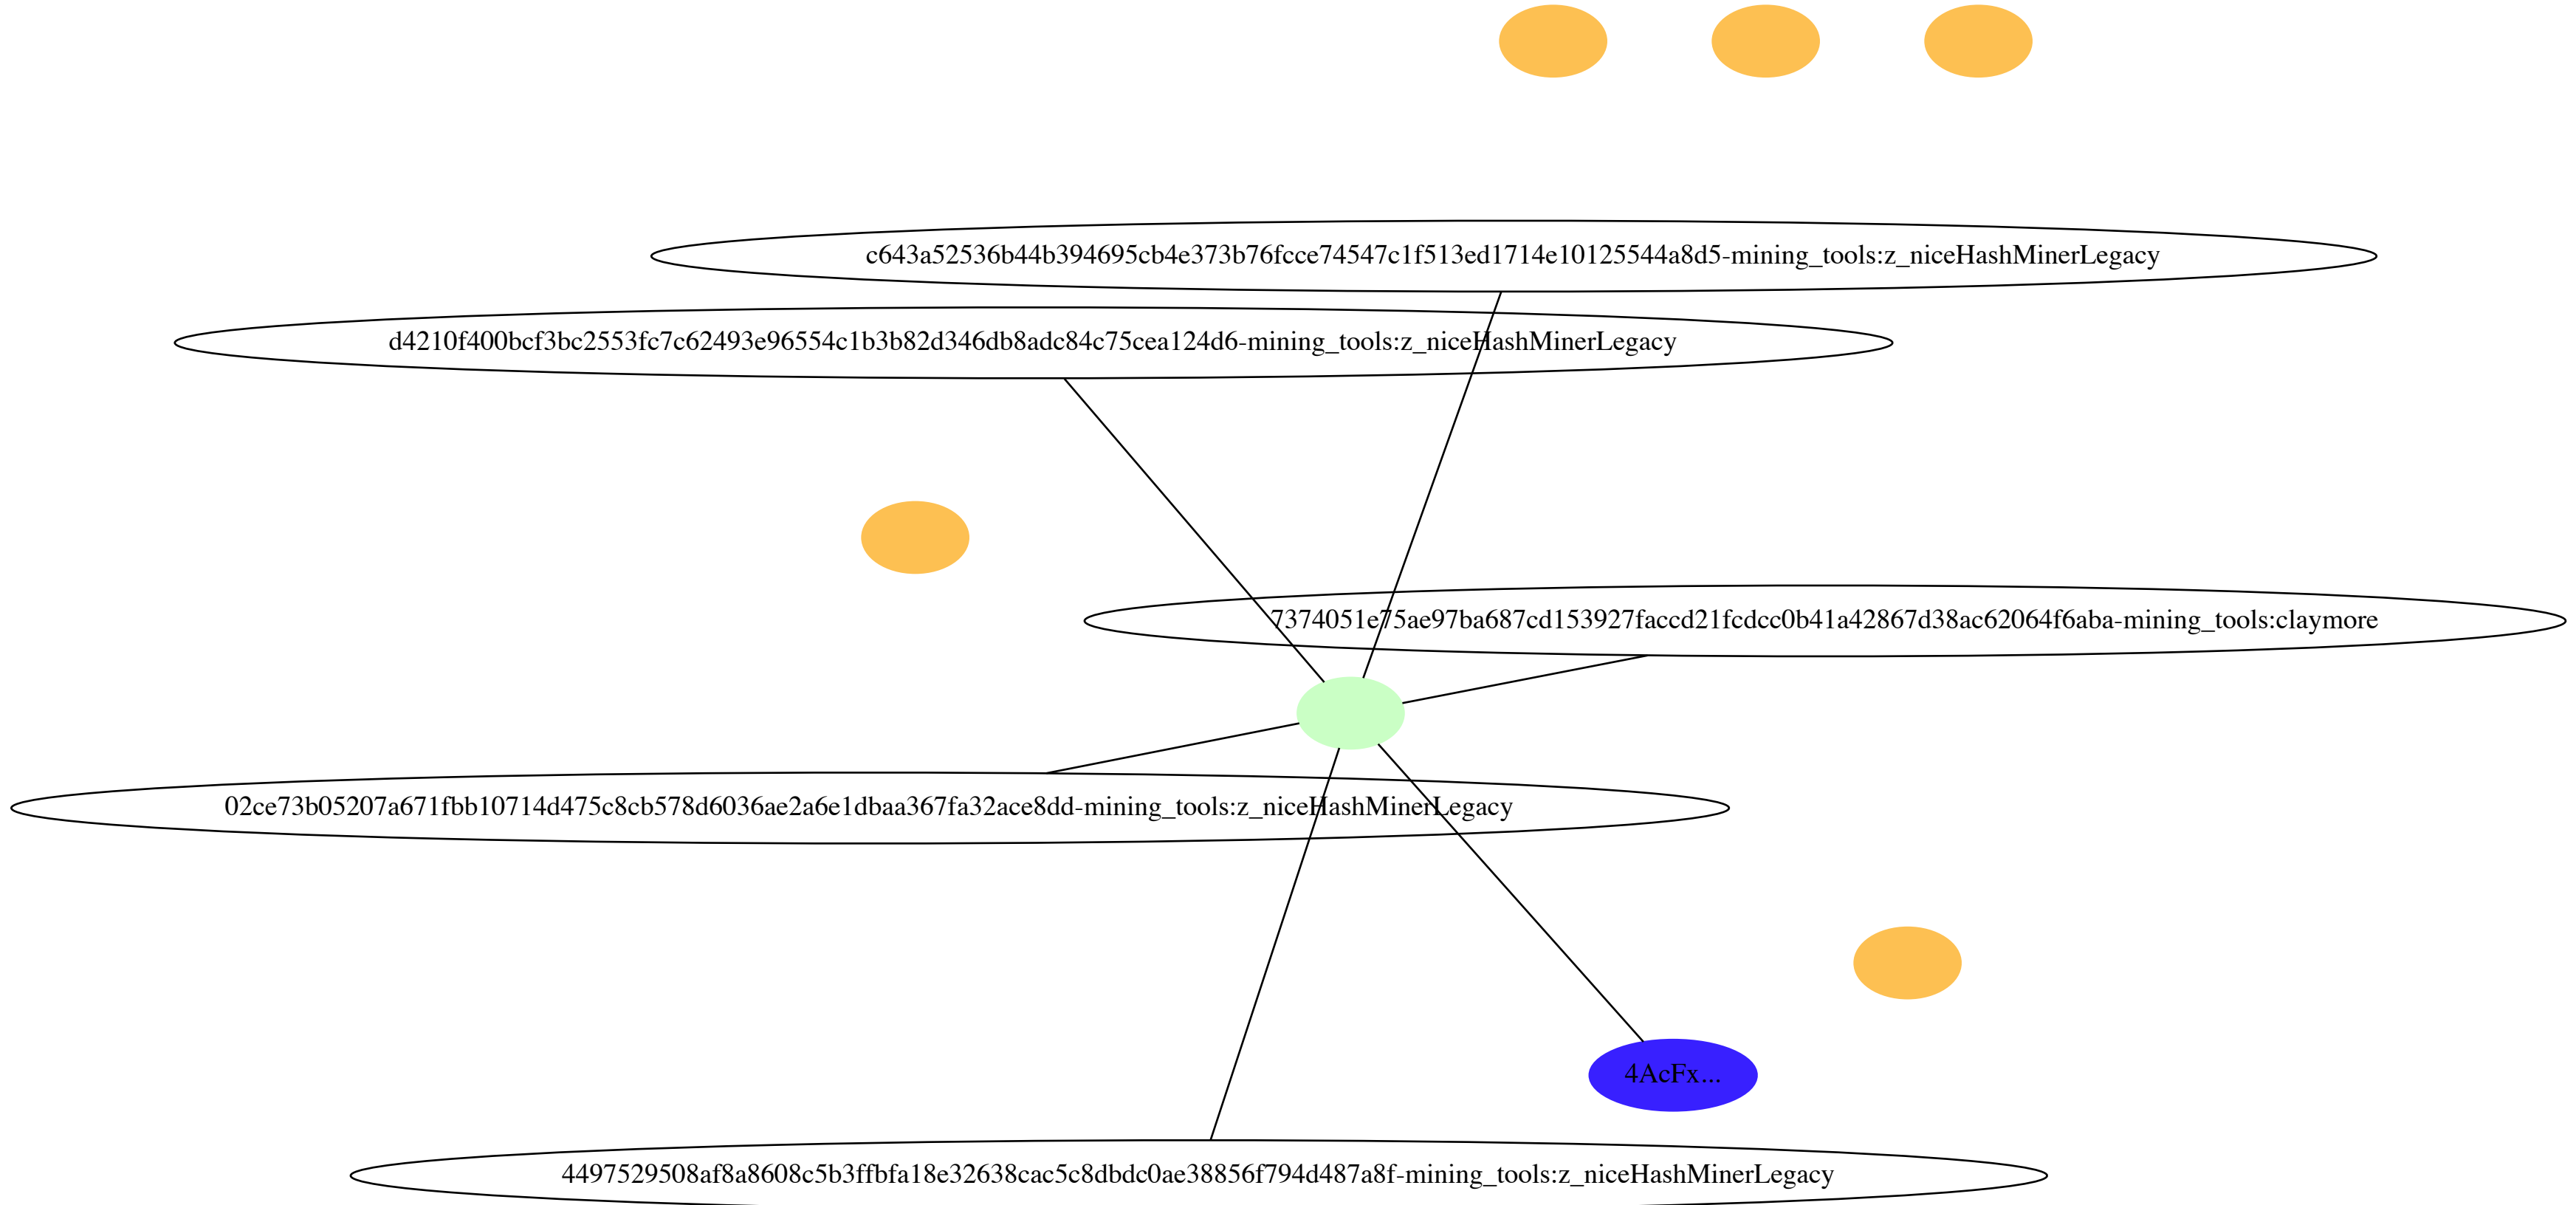 c643a52536b44b394695cb4e373b76fcce74547c1f513ed1714e10125544a8d5-mining_tools:z_niceHashMinerLegacy
d4210f400bcf3bc2553fc7c62493e96554c1b3b82d346db8adc84c75cea124d6-mining_tools:z_niceHashMinerLegacy
7374051e75ae97ba687cd153927faccd21fcdcc0b41a42867d38ac62064f6aba-mining_tools:claymore
02ce73b05207a671fbb10714d475c8cb578d6036ae2a6e1dbaa367fa32ace8dd-mining_tools:z_niceHashMinerLegacy
4AcFx...
4497529508af8a8608c5b3ffbfa18e32638cac5c8dbdc0ae38856f794d487a8f-mining_tools:z_niceHashMinerLegacy